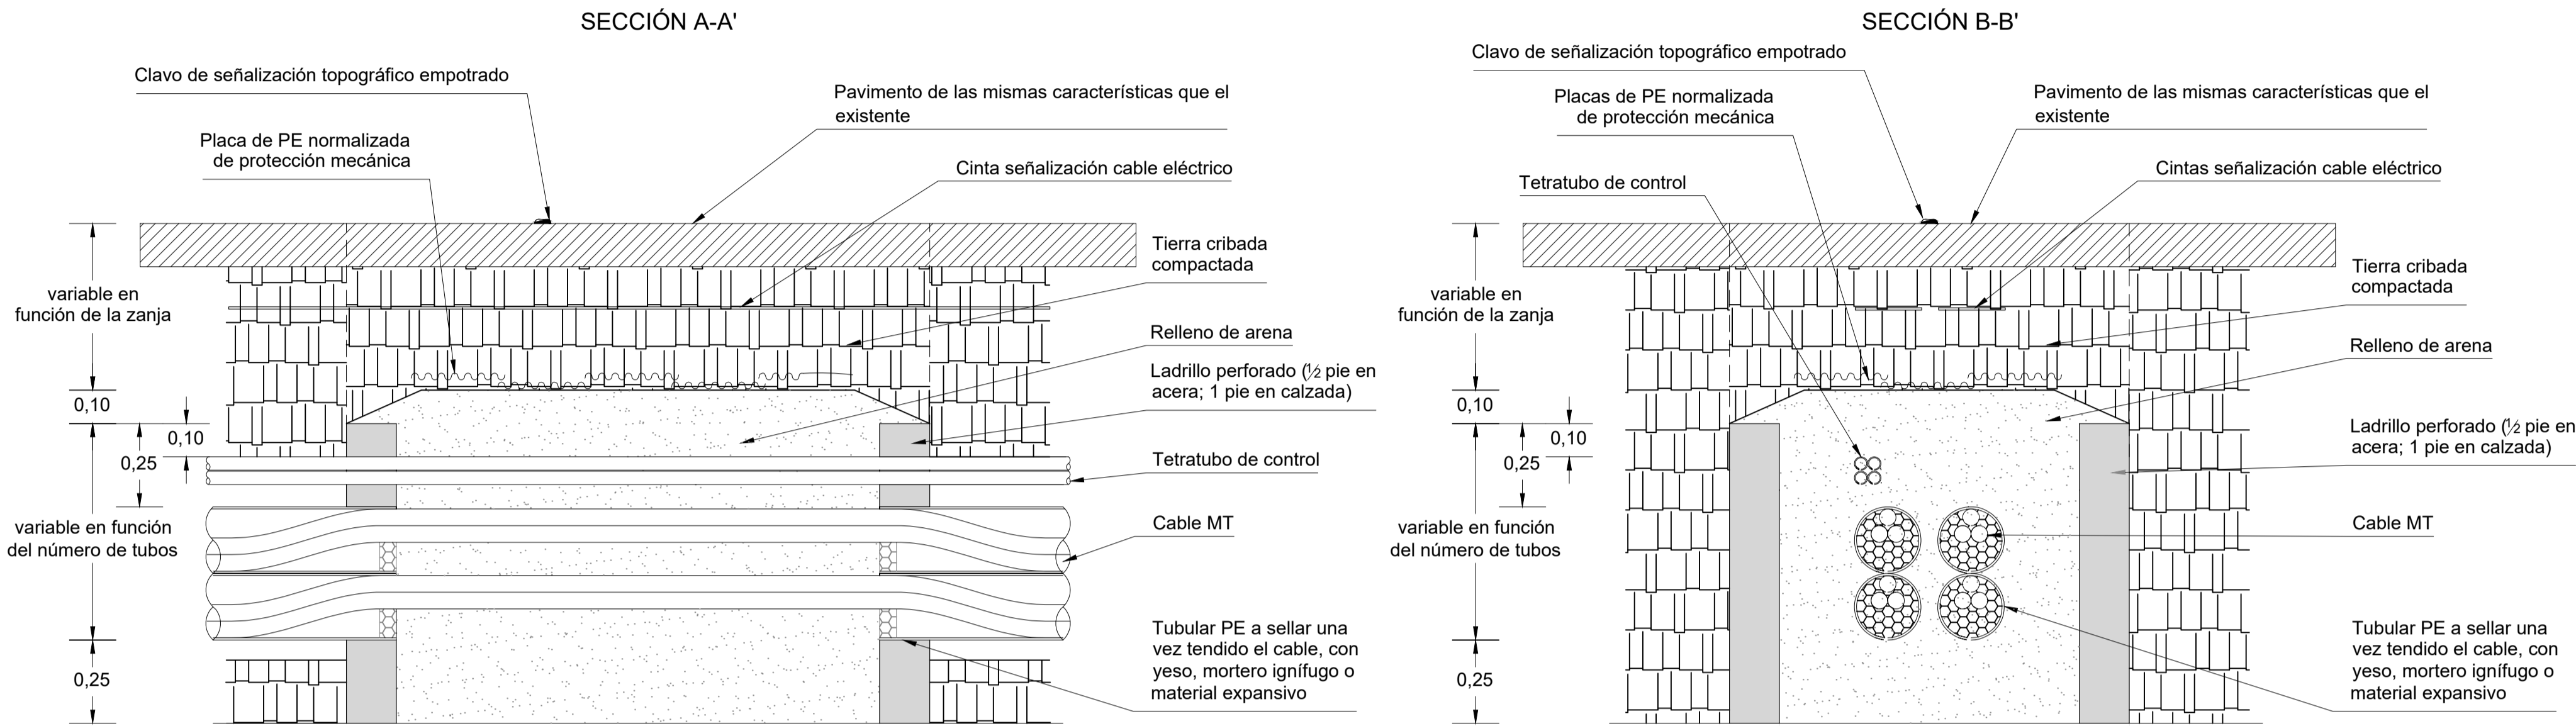 SECCIÓN A-A'
Clavo de señalización topográfico empotrado
Pavimento de las mismas características que el
existente
Placa de PE normalizada
de protección mecánica
Cinta señalización cable eléctrico
Tierra cribada
compactada
variable en
función de la zanja
Relleno de arena
Ladrillo perforado (½ pie en
acera; 1 pie en calzada)
0,10
0,10
0,25
Tetratubo de control
variable en función
del número de tubos
Cable MT
Tubular PE a sellar una
vez tendido el cable, con
yeso, mortero ignífugo o
material expansivo
0,25
SECCIÓN B-B'
Clavo de señalización topográfico empotrado
Placas de PE normalizada
de protección mecánica
Pavimento de las mismas características que el
existente
Cintas señalización cable eléctrico
Tetratubo de control
Tierra cribada
compactada
variable en
función de la zanja
Relleno de arena
0,10
Ladrillo perforado (½ pie en
acera; 1 pie en calzada)
0,10
0,25
variable en función
del número de tubos
Cable MT
Tubular PE a sellar una
vez tendido el cable, con
yeso, mortero ignífugo o
material expansivo
0,25